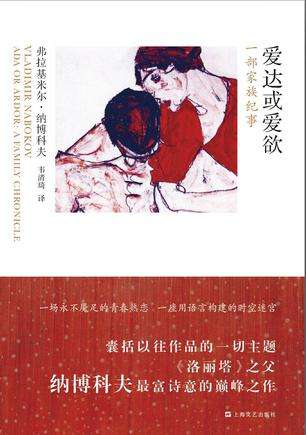 爱达或爱欲
一部家族纪事
弗拉基米尔·纳博科夫
韦清琦 译
VLADIMIR NABOKOV
ADA OR ARDOR: A FAMILY CHRONICLE
一场永不餍足的青春热恋 一座用语言构建的时空迷宫
囊括以往作品的一切主题
《洛丽塔》之父
纳博科夫最富诗意的巅峰之作
上海文艺出版社